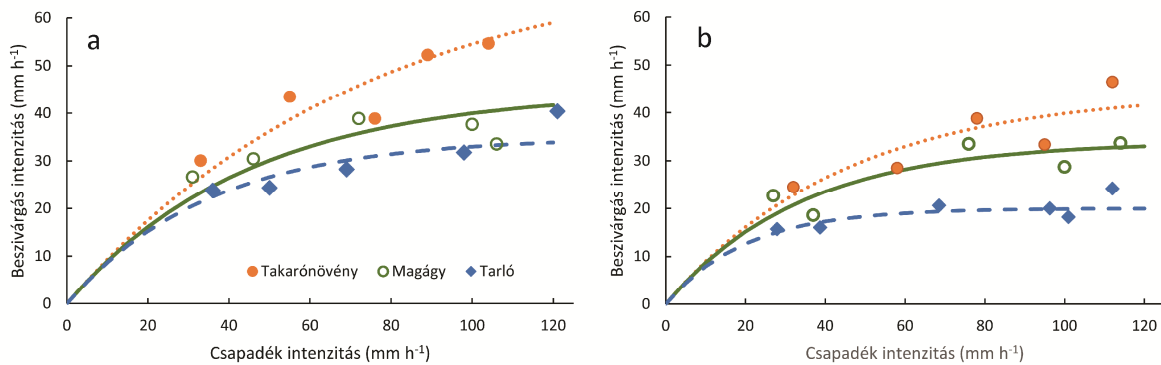 a
60
50
40
30
20
10
0
Beszivárgás intenzitás (mm h-1)
Takarónövény Magágy Tarló
0 20 40 60 80 100 120
Csapadék intenzitás (mm h-1)
b
60
50
40
30
20
10
0
Beszivárgás intenzitás (mm h-1)
0 20 40 60 80 100 120
Csapadék intenzitás (mm h-1)